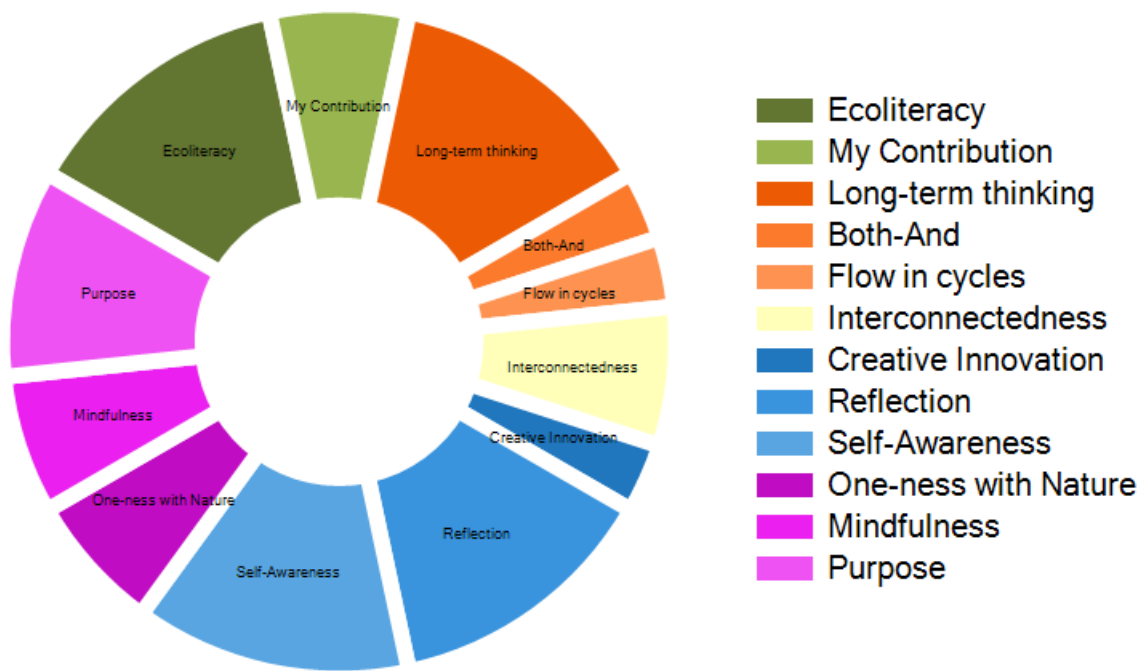 My Contribution
Ecoliteracy
Long-term thinking
Both-And
Purpose
Flow in cycles
Interconnectedness
Mindfulness
Creative Innovation
One-ness with Nature
Reflection
Self-Awareness
Ecoliteracy
My Contribution
Long-term thinking
Both-And
Flow in cycles
Interconnectedness
Creative Innovation
Reflection
Self-Awareness
One-ness with Nature
Mindfulness
Purpose